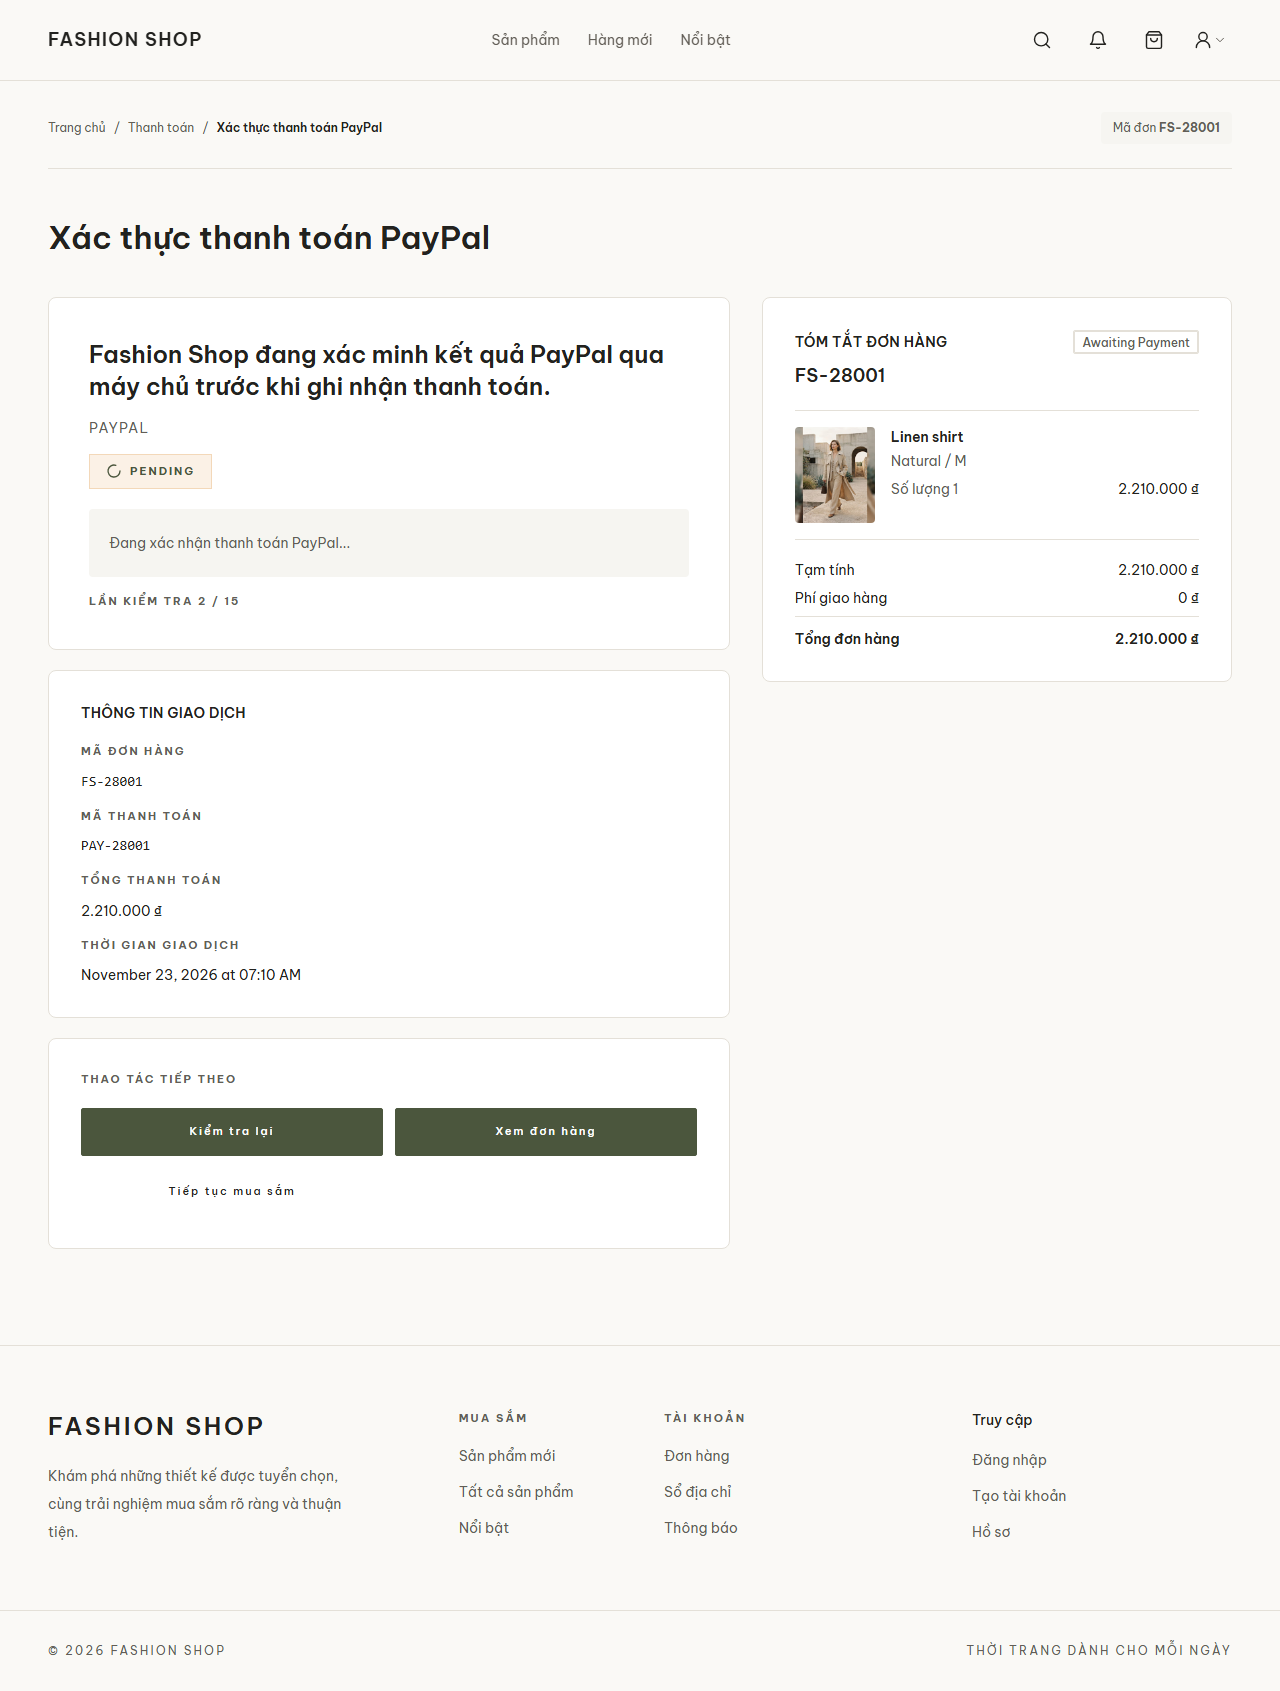 FASHION SHOP
Sản phẩm
Hàng mới
Nổi bật
Trang chủ / Thanh toán / Xác thực thanh toán PayPal
Mã đơn FS-28001
Xác thực thanh toán PayPal
Fashion Shop đang xác minh kết quả PayPal qua
máy chủ trước khi ghi nhận thanh toán.
PAYPAL
PENDING
Đang xác nhận thanh toán PayPal...
LẦN KIỂM TRA 2 / 15
THÔNG TIN GIAO DỊCH
MÃ ĐƠN HÀNG
FS-28001
MÃ THANH TOÁN
PAY-28001
TỔNG THANH TOÁN
2.210.000 ₫
THỜI GIAN GIAO DỊCH
November 23, 2026 at 07:10 AM
THAO TÁC TIẾP THEO
Kiểm tra lại
Xem đơn hàng
Tiếp tục mua sắm
TÓM TẮT ĐƠN HÀNG
Awaiting Payment
FS-28001
Linen shirt
Natural / M
Số lượng 1
2.210.000 ₫
Tạm tính
2.210.000 ₫
Phí giao hàng
0 ₫
Tổng đơn hàng
2.210.000 ₫
FASHION SHOP
Khám phá những thiết kế được tuyển chọn,
cùng trải nghiệm mua sắm rõ ràng và thuận
tiện.
MUA SẮM
Sản phẩm mới
Tất cả sản phẩm
Nổi bật
TÀI KHOẢN
Đơn hàng
Sổ địa chỉ
Thông báo
Truy cập
Đăng nhập
Tạo tài khoản
Hồ sơ
© 2026 FASHION SHOP
THỜI TRANG DÀNH CHO MỖI NGÀY